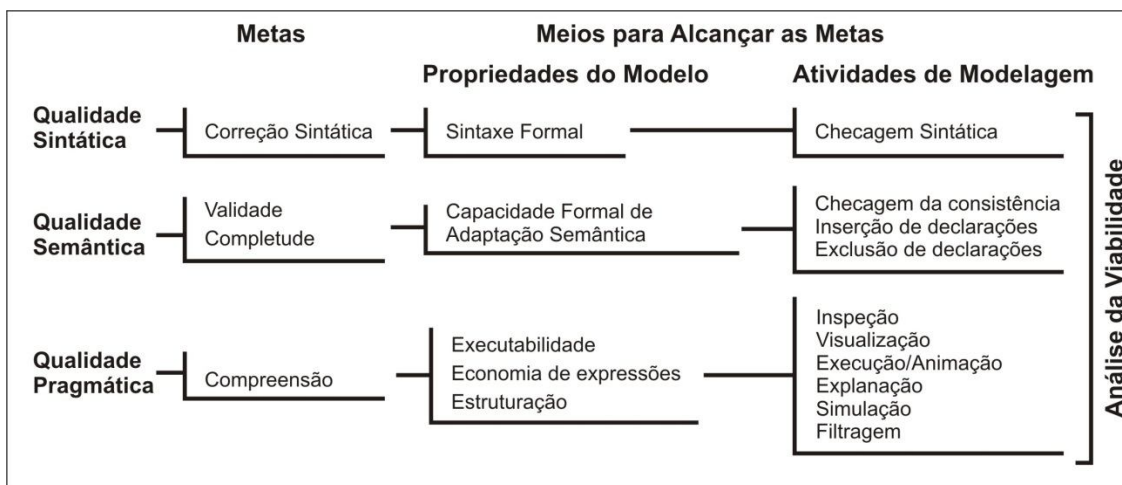 Metas
Meios para Alcançar as Metas
Propriedades do Modelo
Atividades de Modelagem
Qualidade
Sintática
Correção Sintática
Sintaxe Formal
Checagem Sintática
Qualidade
Semântica
Validade
Completude
Capacidade Formal de
Adaptação Semântica
Checagem da consistência
Inserção de declarações
Exclusão de declarações
Qualidade
Pragmática
Compreensão
Executabilidade
Economia de expressões
Estruturação
Inspeção
Visualização
Execução/Animação
Explanação
Simulação
Filtragem
Análise da Viabilidade